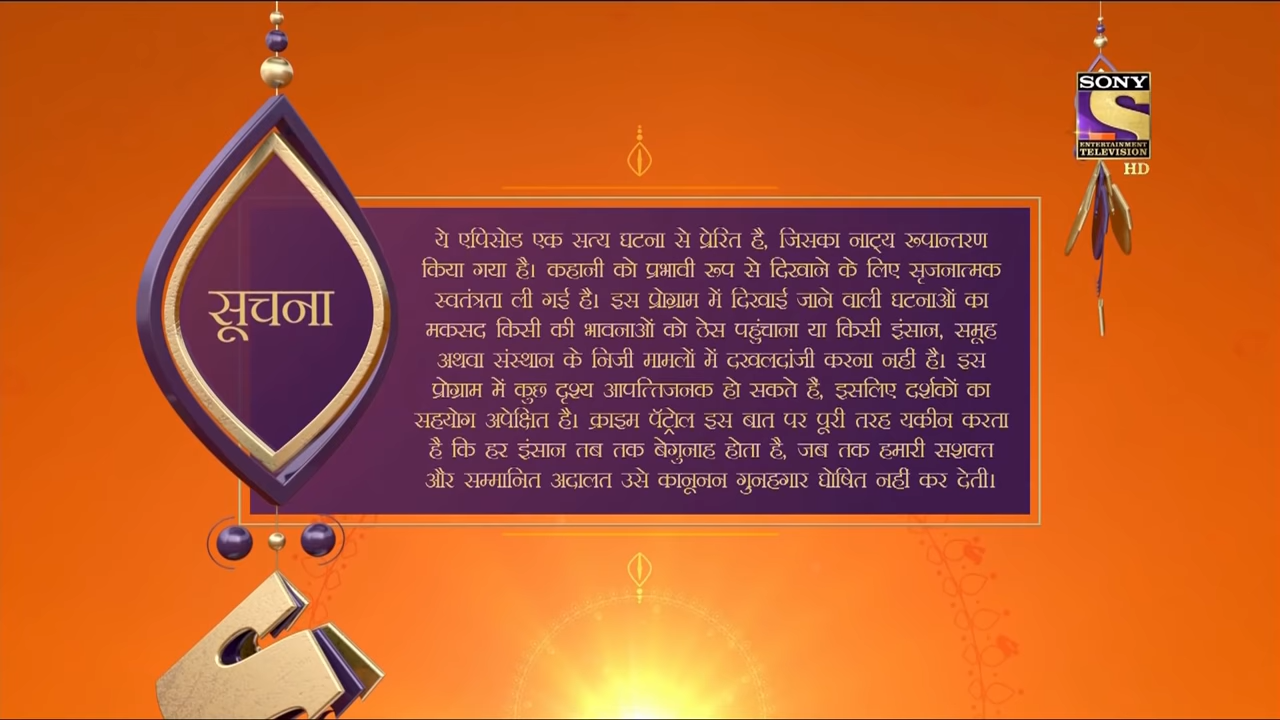 सूचना
ये एपिसोड एक सत्य घटना से प्रेरित है, जिसका नाट्य रूपान्तरण
किया गया है। कहानी को प्रभावी रूप से दिखाने के लिए सृजनात्मक
स्वतंत्रता ली गई है। इस प्रोग्राम में दिखाई जाने वाली घटनाओं का
मकसद किसी की भावनाओं को ठेस पहुंचाना या किसी इंसान, समूह
अथवा संस्थान के निजी मामलों में दखलदांजी करना नहीं है। इस
प्रोग्राम में कुछ दृश्य आपत्तिजनक हो सकते हैं, इसलिए दर्शकों का
सहयोग अपेक्षित है। क्राइम पॅट्रोल इस बात पर पूरी तरह यकीन करता
है कि हर इंसान तब तक बेगुनाह होता है, जब तक हमारी सशक्त
और सम्मानित अदालत उसे कानूनन गुनहगार घोषित नहीं कर देती।
SONY
ENTERTAINMENT
TELEVISION
HD